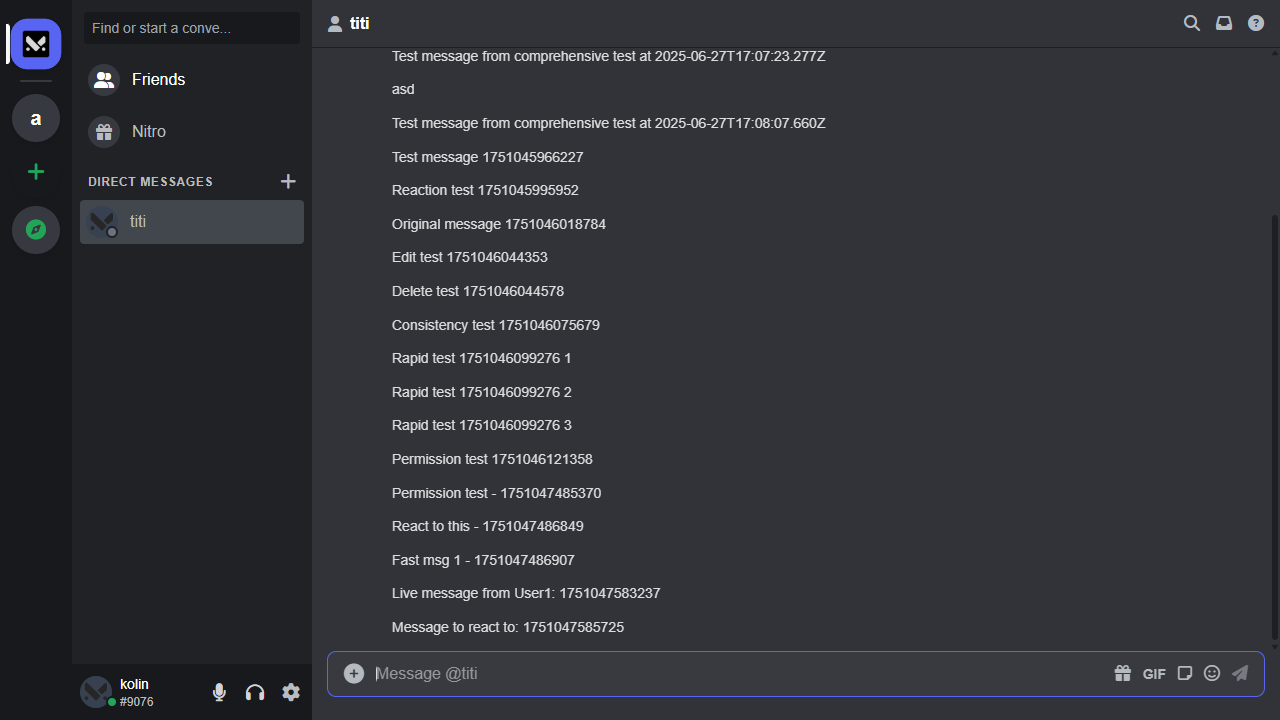 Find or start a conve...
a
Friends
Nitro
DIRECT MESSAGES
titi
kolin
#9076
titi
Test message from comprehensive test at 2025-06-27T17:07:23.277Z
asd
Test message from comprehensive test at 2025-06-27T17:08:07.660Z
Test message 1751045966227
Reaction test 1751045995952
Original message 1751046018784
Edit test 1751046044353
Delete test 1751046044578
Consistency test 1751046075679
Rapid test 1751046099276 1
Rapid test 1751046099276 2
Rapid test 1751046099276 3
Permission test 1751046121358
Permission test - 1751047485370
React to this - 1751047486849
Fast msg 1 - 1751047486907
Live message from User1: 1751047583237
Message to react to: 1751047585725
Message @titi
GIF